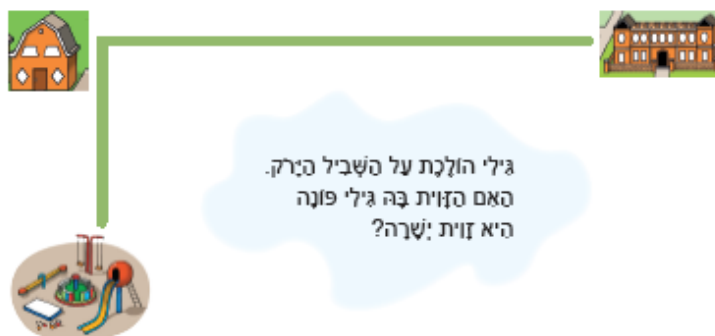 גִּילִי הוֹלֶכֶת עַל הַשְּׁבִיל הַיָּרֹק.
הַאִם הַזָּוִית בָּהּ גִּילִי פּוֹנָה
הִיא זָוִית יְשָׁרָה?